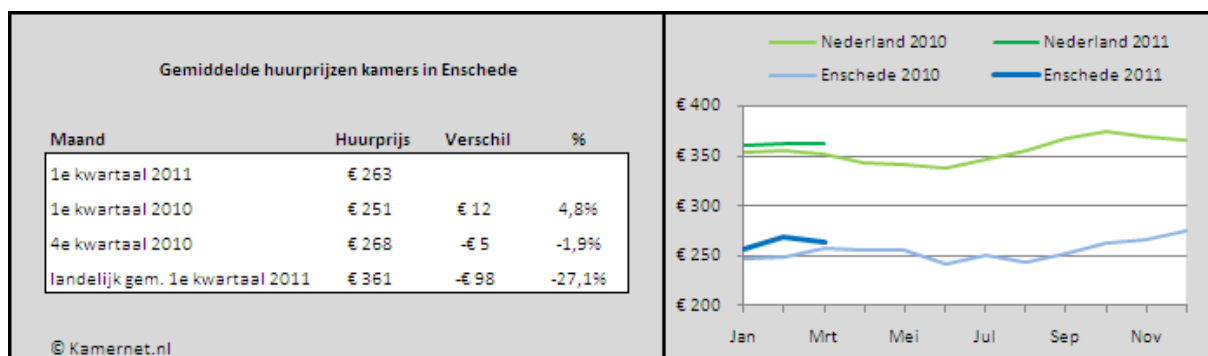 Gemiddelde huurprijzen kamers in Enschede
Maand Huurprijs Verschil %
1e kwartaal 2011 € 263
1e kwartaal 2010 € 251 € 12 4,8%
4e kwartaal 2010 € 268 -€ 5 -1,9%
landelijk gem. 1e kwartaal 2011 € 361 -€ 98 -27,1%
© Kamernet.nl
Nederland 2010 Nederland 2011
Enschede 2010 Enschede 2011
€ 400
€ 350
€ 300
€ 250
€ 200
Jan Mrt Mei Jul Sep Nov